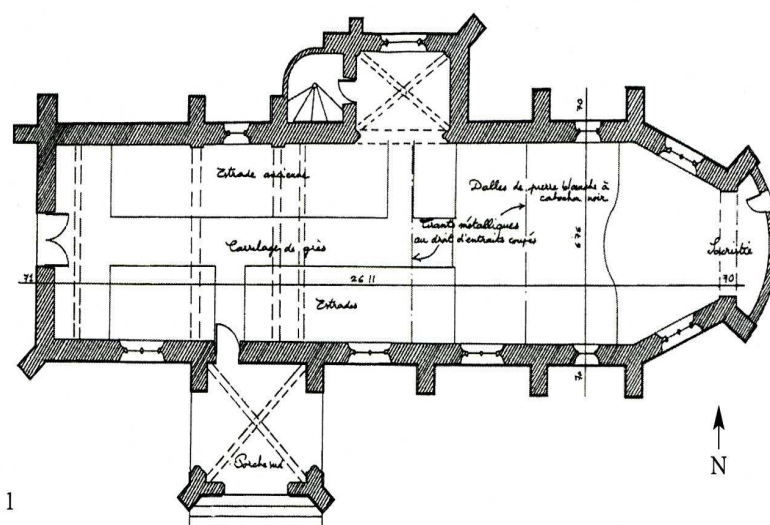 70
Estrade ancienne
Dalles de pierre blanche à
cabochon noir
Tirants métalliques
au droit d'entraits coupés
Carrelage de grès
6.76
Sacristie
71
26 11
70
Estrades
72
Porche sud
N
1